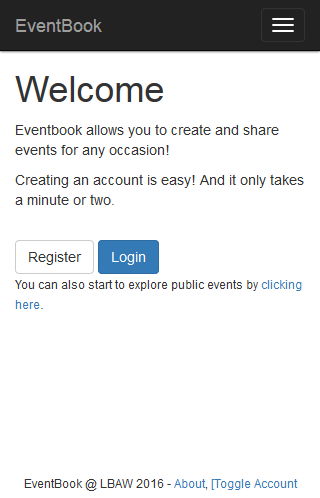 EventBook
Welcome
Eventbook allows you to create and share
events for any occasion!
Creating an account is easy! And it only takes
a minute or two.
Register Login
You can also start to explore public events by clicking
here.
EventBook @ LBAW 2016 - About, [Toggle Account